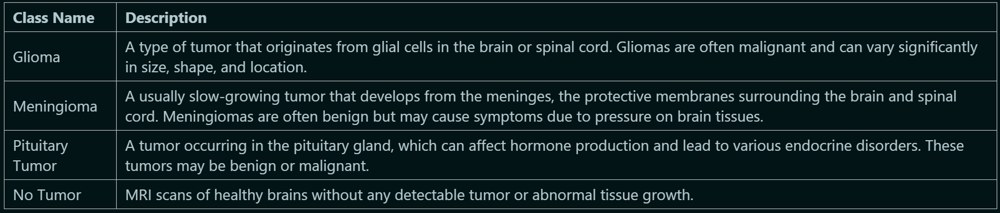 Class Name Description
Glioma A type of tumor that originates from glial cells in the brain or spinal cord. Gliomas are often malignant and can vary significantly
in size, shape, and location.
Meningioma A usually slow-growing tumor that develops from the meninges, the protective membranes surrounding the brain and spinal
cord. Meningiomas are often benign but may cause symptoms due to pressure on brain tissues.
Pituitary A tumor occurring in the pituitary gland, which can affect hormone production and lead to various endocrine disorders. These
Tumor tumors may be benign or malignant.
No Tumor MRI scans of healthy brains without any detectable tumor or abnormal tissue growth.